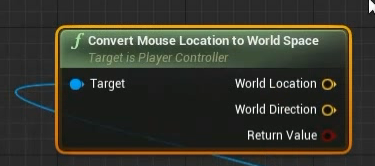 f Convert Mouse Location to World Space
Target is Player Controller
Target World Location
World Direction
Return Value